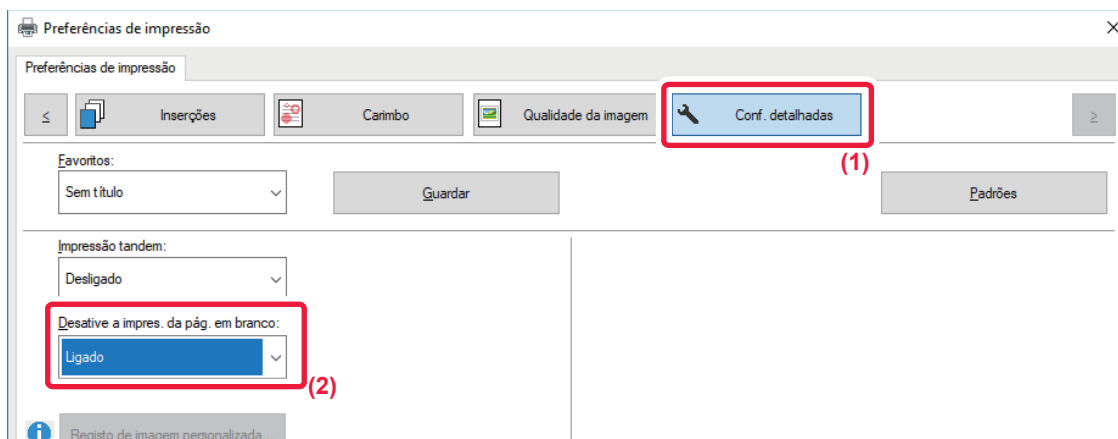 Preferências de impressão
Preferências de impressão
< Inserções Carimbo Qualidade da imagem Conf. detalhadas >
(1)
Favoritos:
Sem título Guardar Padrões
Impressão tandem:
Desligado
Desative a impres. da pág. em branco:
Ligado
(2)
Registo de imagem personalizada